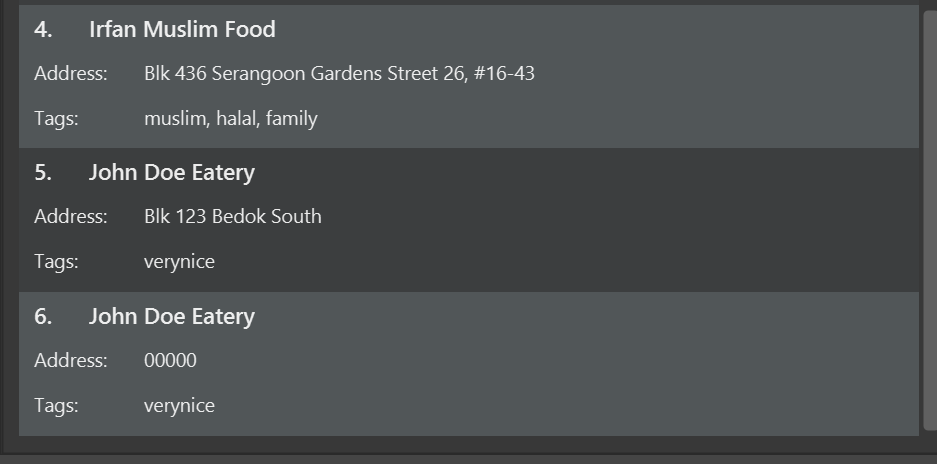 4. Irfan Muslim Food
Address: Blk 436 Serangoon Gardens Street 26, #16-43
Tags: muslim, halal, family
5. John Doe Eatery
Address: Blk 123 Bedok South
Tags: verynice
6. John Doe Eatery
Address: 00000
Tags: verynice